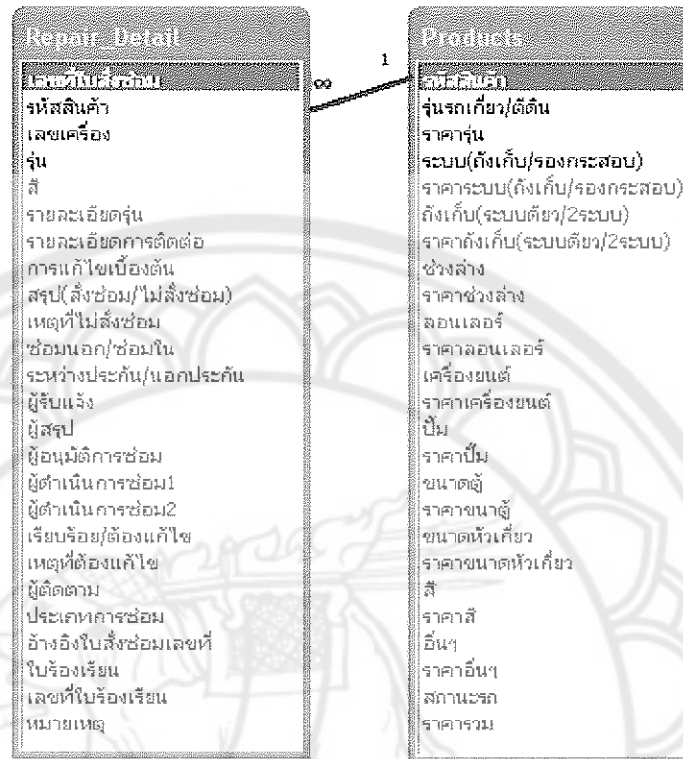 Repair_Detail
เลขที่ใบสั่งซ่อม
รหัสสินค้า
เลขเครื่อง
รุ่น
สี
รายละเอียดรุ่น
รายละเอียดการติดต่อ
การแก้ไขเบื้องต้น
สรุป(สั่งซ่อม/ไม่สั่งซ่อม)
เหตุที่ไม่สั่งซ่อม
ซ่อมนอก/ซ่อมใน
ระหว่างประกัน/นอกประกัน
ผู้รับแจ้ง
ผู้สรุป
ผู้อนุมัติการซ่อม
ผู้ดำเนินการซ่อม1
ผู้ดำเนินการซ่อม2
เรียบร้อย/ต้องแก้ไข
เหตุที่ต้องแก้ไข
ผู้ติดตาม
ประเภทการซ่อม
อ้างอิงใบสั่งซ่อมเลขที่
ใบร้องเรียน
เลขที่ใบร้องเรียน
หมายเหตุ
∞
1
Products
รหัสสินค้า
รุ่นรถเกี่ยว/ตีดิน
ราคารุ่น
ระบบ(ถังเก็บ/รองกระสอบ)
ราคาระบบ(ถังเก็บ/รองกระสอบ)
ถังเก็บ(ระบบเดียว/2ระบบ)
ราคาถังเก็บ(ระบบเดียว/2ระบบ)
ช่วงล่าง
ราคาช่วงล่าง
ลอนเลอร์
ราคาลอนเลอร์
เครื่องยนต์
ราคาเครื่องยนต์
ปั๊ม
ราคาปั๊ม
ขนาดตู้
ราคาขนาตู้
ขนาดหัวเกี่ยว
ราคาขนาดหัวเกี่ยว
สี
ราคาสี
อื่นๆ
ราคาอื่นๆ
สถานะรถ
ราคารวม